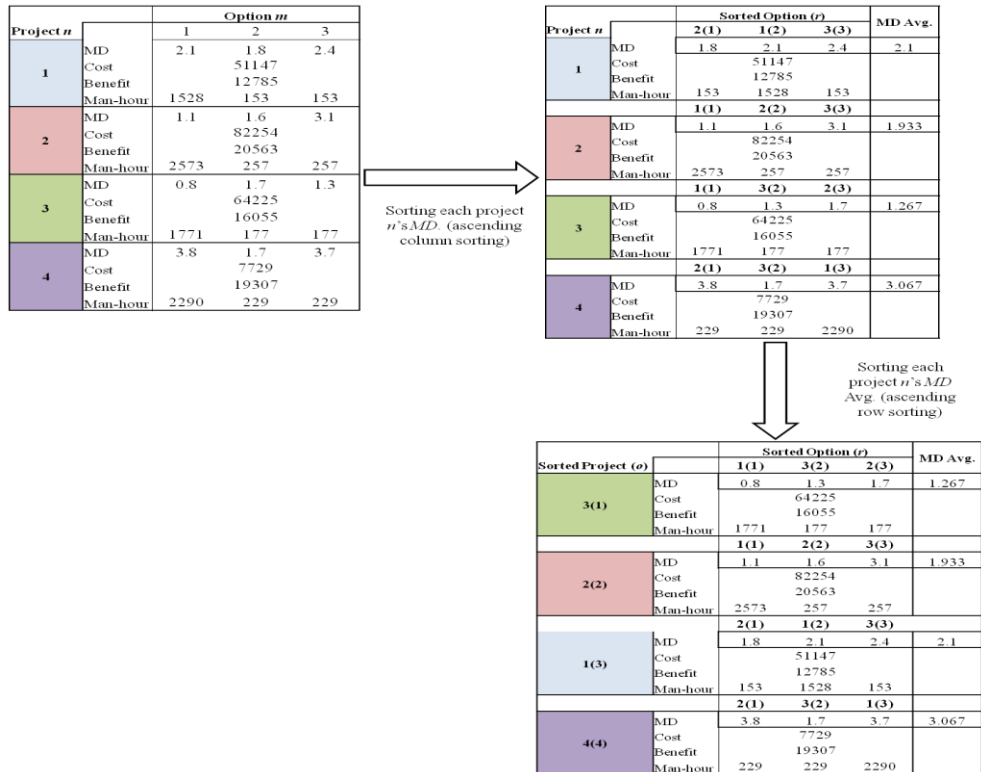 Option m
Project n 1 2 3
1
MD 2.1 1.8 2.4
Cost 51147
Benefit 12785
Man-hour 1528 153 153
2
MD 1.1 1.6 3.1
Cost 82254
Benefit 20563
Man-hour 2573 257 257
3
MD 0.8 1.7 1.3
Cost 64225
Benefit 16055
Man-hour 1771 177 177
4
MD 3.8 1.7 3.7
Cost 7729
Benefit 19307
Man-hour 2290 229 229
Sorting each project
n's MD. (ascending
column sorting)
Sorted Option (r) MD Avg.
Project n 2(1) 1(2) 3(3)
1
MD 1.8 2.1 2.4 2.1
Cost 51147
Benefit 12785
Man-hour 153 1528 153
1(1) 2(2) 3(3)
2
MD 1.1 1.6 3.1 1.933
Cost 82254
Benefit 20563
Man-hour 2573 257 257
1(1) 3(2) 2(3)
3
MD 0.8 1.3 1.7 1.267
Cost 64225
Benefit 16055
Man-hour 1771 177 177
2(1) 3(2) 1(3)
4
MD 3.8 1.7 3.7 3.067
Cost 7729
Benefit 19307
Man-hour 229 229 2290
Sorting each
project n's MD
Avg. (ascending
row sorting)
Sorted Option (r) MD Avg.
Sorted Project (o) 1(1) 3(2) 2(3)
3(1)
MD 0.8 1.3 1.7 1.267
Cost 64225
Benefit 16055
Man-hour 1771 177 177
1(1) 2(2) 3(3)
2(2)
MD 1.1 1.6 3.1 1.933
Cost 82254
Benefit 20563
Man-hour 2573 257 257
2(1) 1(2) 3(3)
1(3)
MD 1.8 2.1 2.4 2.1
Cost 51147
Benefit 12785
Man-hour 153 1528 153
2(1) 3(2) 1(3)
4(4)
MD 3.8 1.7 3.7 3.067
Cost 7729
Benefit 19307
Man-hour 229 229 2290